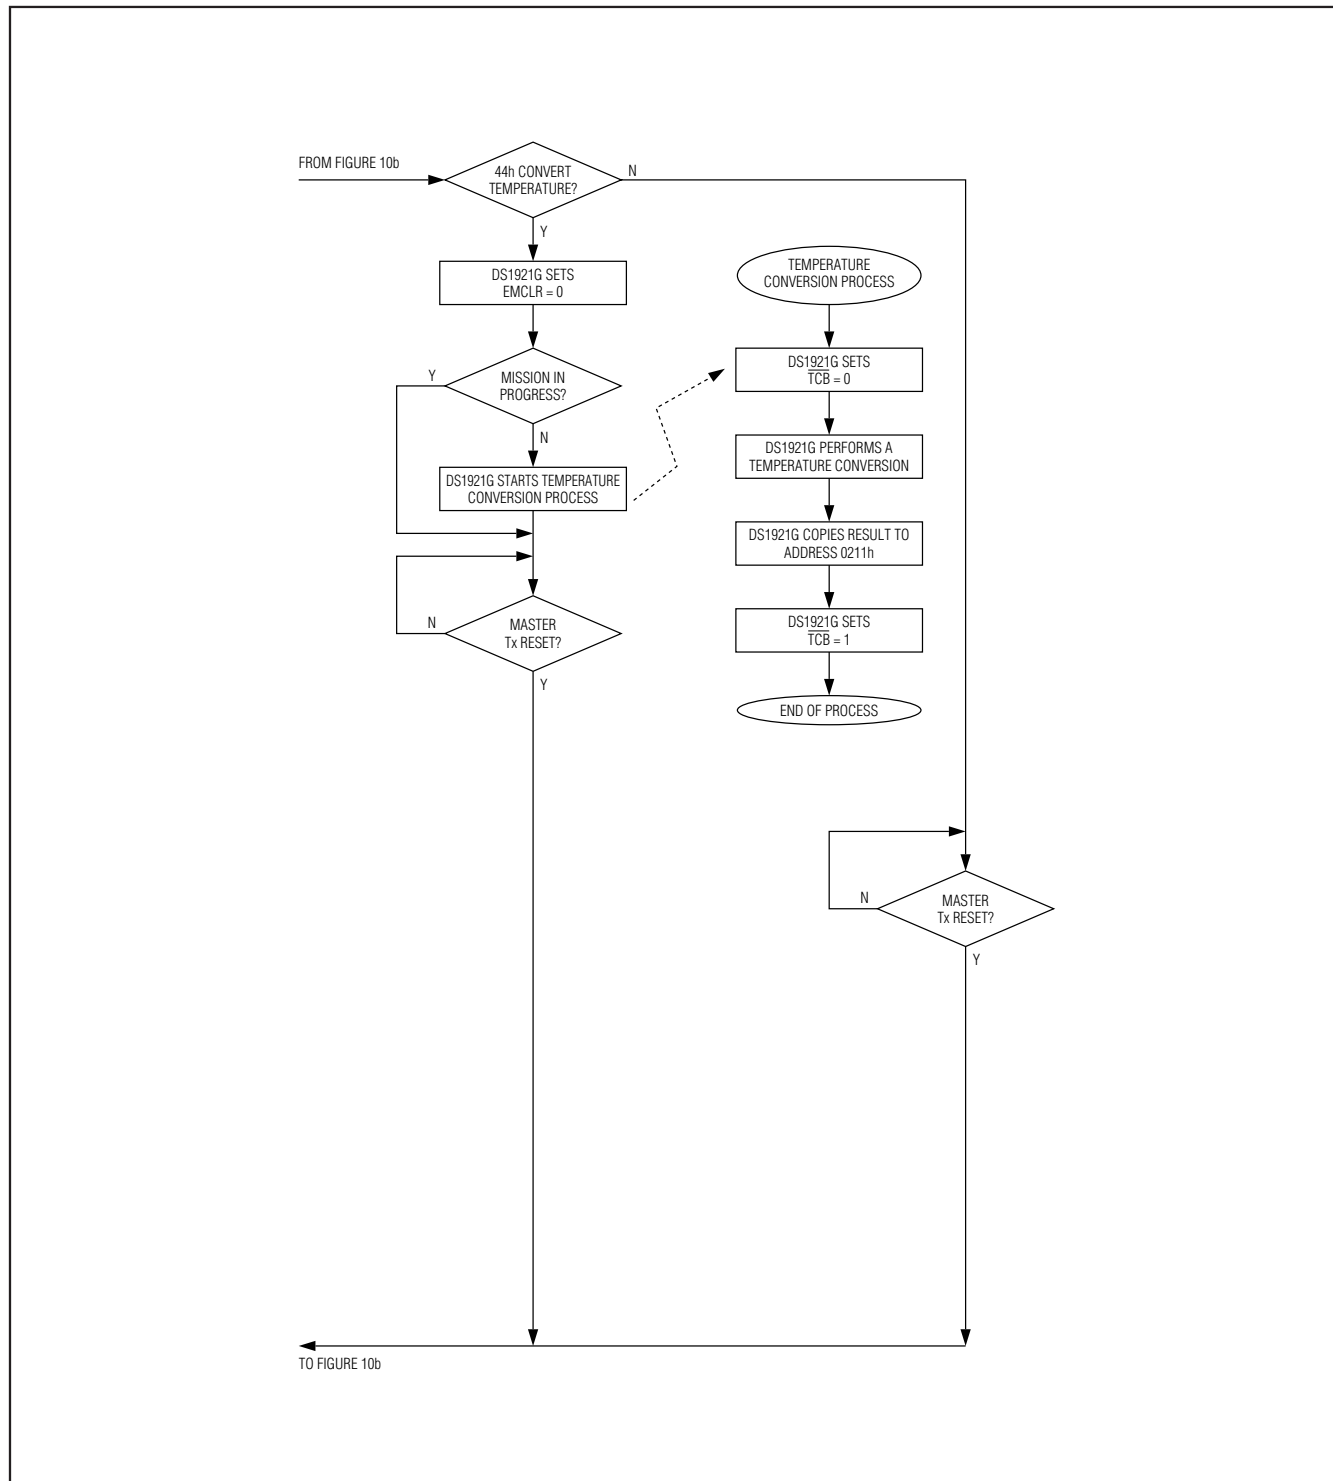 FROM FIGURE 10b
44h CONVERT
TEMPERATURE?
N
Y
DS1921G SETS
EMCLR = 0
MISSION IN
PROGRESS?
Y
N
DS1921G STARTS TEMPERATURE
CONVERSION PROCESS
MASTER
Tx RESET?
N
Y
TEMPERATURE
CONVERSION PROCESS
DS1921G SETS
T̅C̅B̅ = 0
DS1921G PERFORMS A
TEMPERATURE CONVERSION
DS1921G COPIES RESULT TO
ADDRESS 0211h
DS1921G SETS
T̅C̅B̅ = 1
END OF PROCESS
N
MASTER
Tx RESET?
Y
TO FIGURE 10b